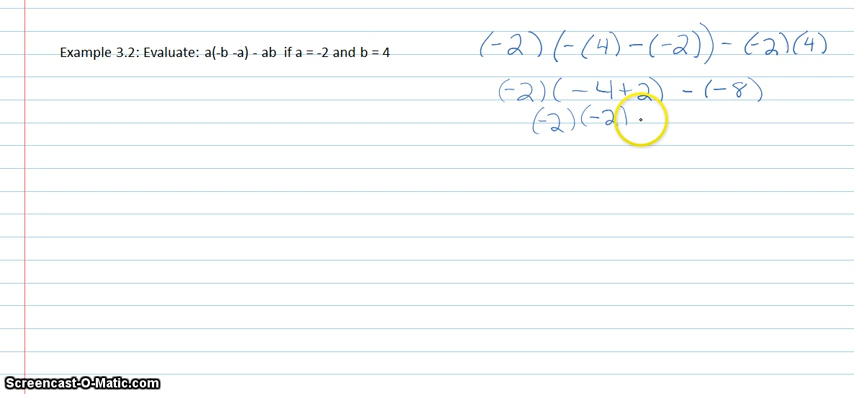 Example 3.2: Evaluate: a(-b -a) - ab if a = -2 and b = 4
(-2)(-(4)-(-2))-(-2)(4)
(-2)(-4+2) -(-8)
(-2)(-2)
Screencast-O-Matic.com